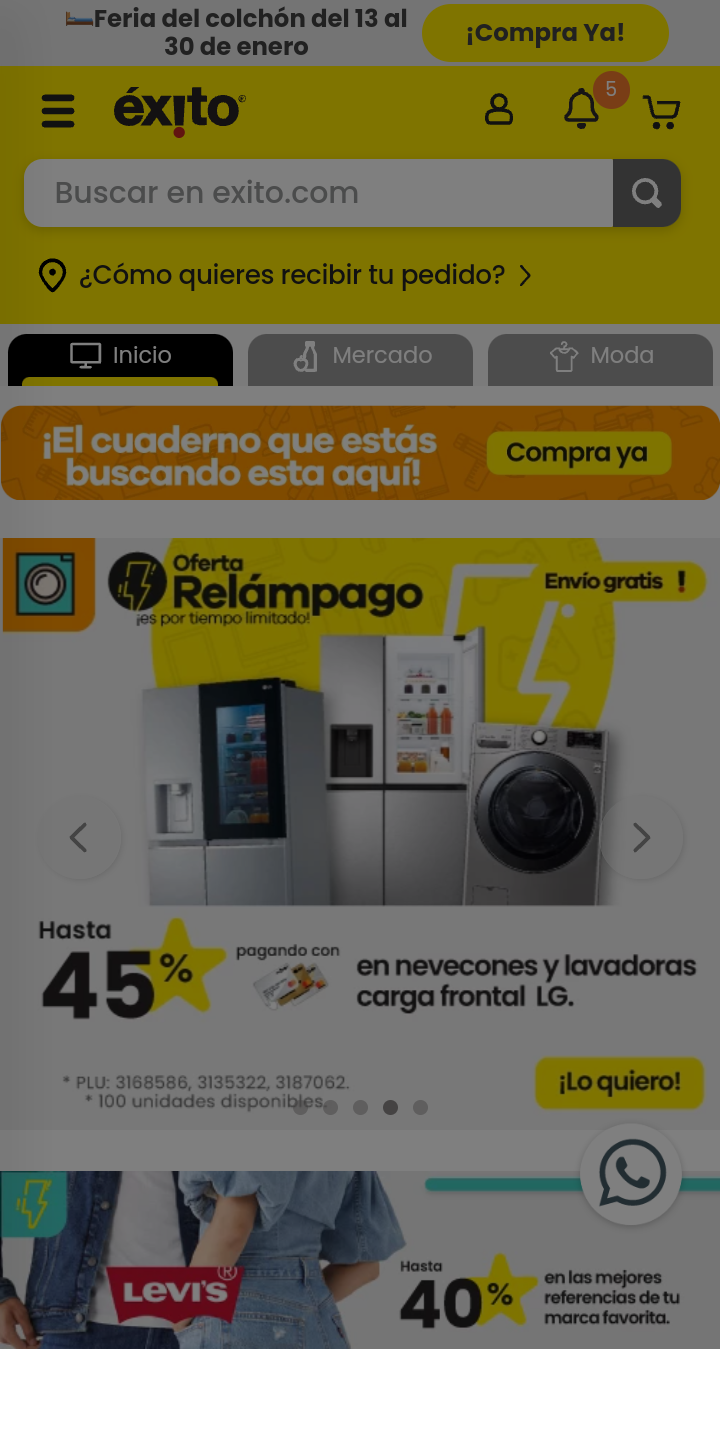 Feria del colchón del 13 al
30 de enero
¡Compra Ya!
éxito
5
Buscar en exito.com
¿Cómo quieres recibir tu pedido?
Inicio
Mercado
Moda
¡El cuaderno que estás
buscando esta aquí!
Compra ya
Oferta
Relámpago
¡es por tiempo limitado!
Envío gratis !
Hasta
45%
pagando con
en nevecones y lavadoras
carga frontal LG.
* PLU: 3168586, 3135322, 3187062.
* 100 unidades disponibles.
¡Lo quiero!
LEVI'S®
Hasta
40%
en las mejores
referencias de tu
marca favorita.